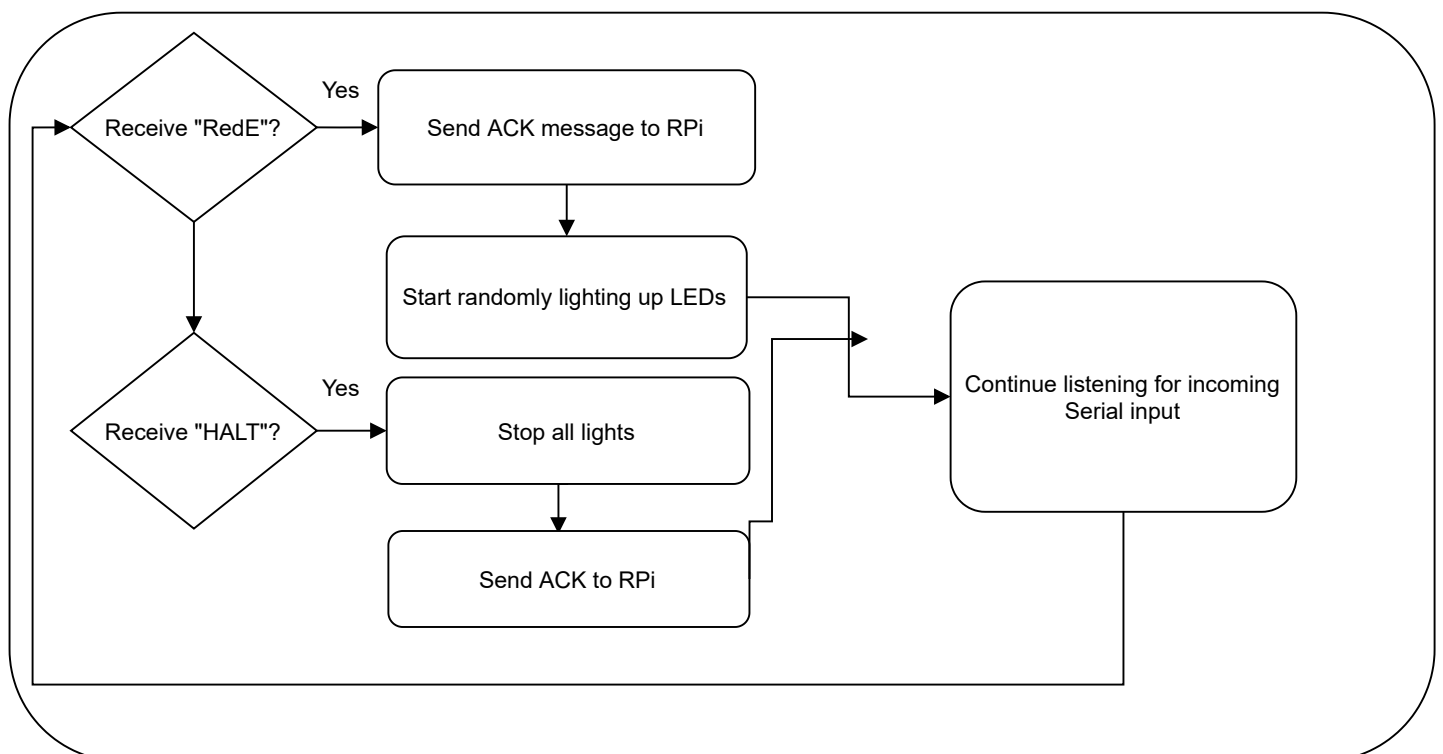 Yes
Receive "RedE"?
Send ACK message to RPi
Start randomly lighting up LEDs
Yes
Receive "HALT"?
Stop all lights
Send ACK to RPi
Continue listening for incoming
Serial input